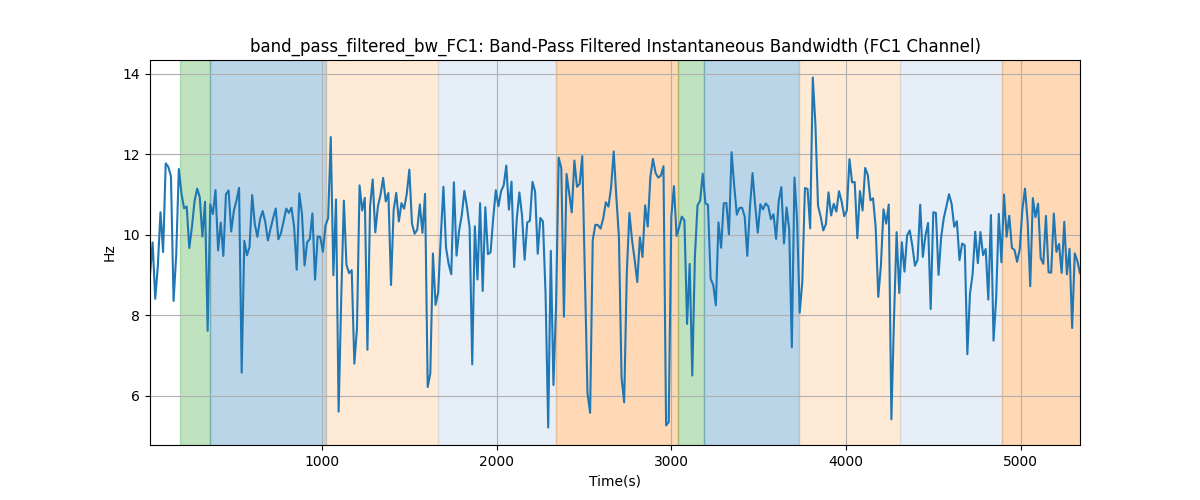 band_pass_filtered_bw_FC1: Band-Pass Filtered Instantaneous Bandwidth (FC1 Channel)
14
12
10
8
6
Hz
1000 2000 3000 4000 5000
Time(s)